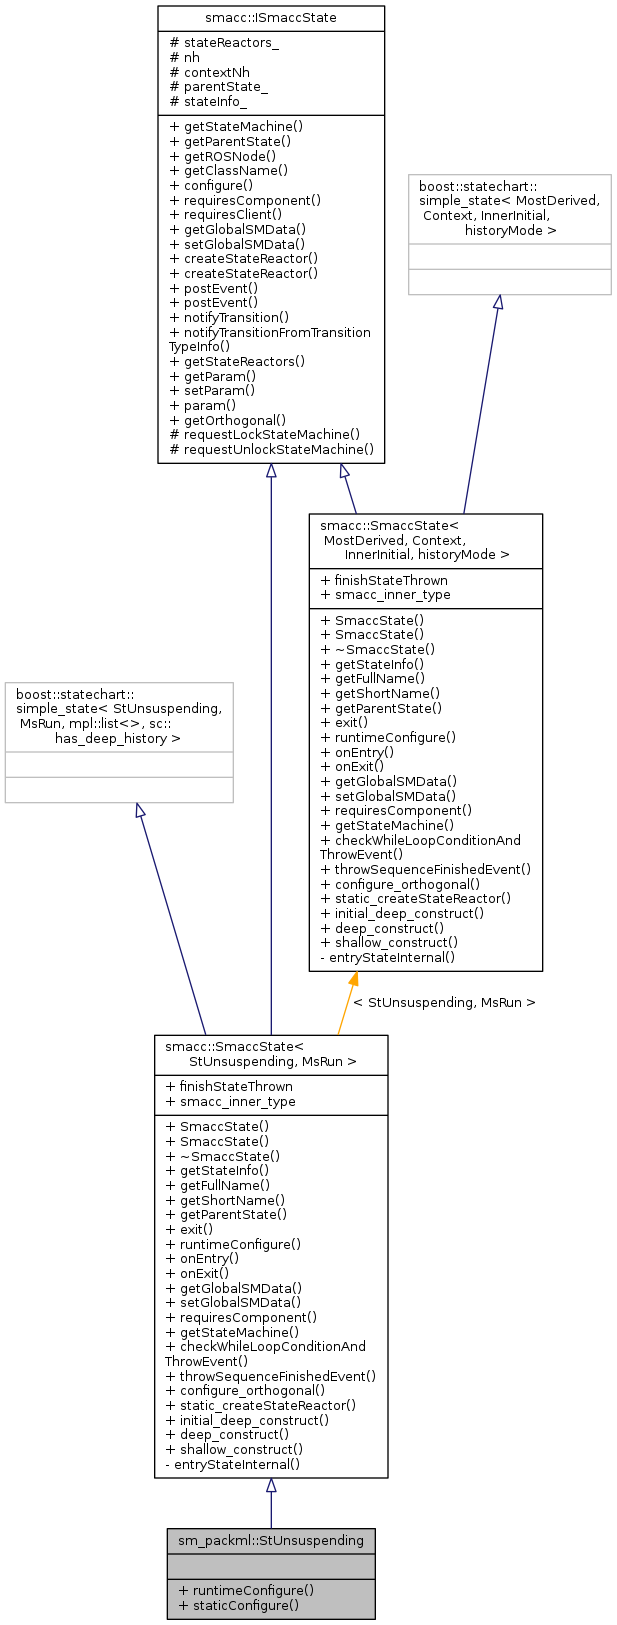 smacc::ISmaccState
# stateReactors_
# nh
# contextNh
# parentState_
# stateInfo_
+ getStateMachine()
+ getParentState()
+ getROSNode()
+ getClassName()
+ configure()
+ requiresComponent()
+ requiresClient()
+ getGlobalSMData()
+ setGlobalSMData()
+ createStateReactor()
+ createStateReactor()
+ postEvent()
+ postEvent()
+ notifyTransition()
+ notifyTransitionFromTransition
TypeInfo()
+ getStateReactors()
+ getParam()
+ setParam()
+ param()
+ getOrthogonal()
# requestLockStateMachine()
# requestUnlockStateMachine()
boost::statechart::
simple_state< MostDerived,
Context, InnerInitial,
historyMode >
smacc::SmaccState<
MostDerived, Context,
InnerInitial, historyMode >
+ finishStateThrown
+ smacc_inner_type
+ SmaccState()
+ SmaccState()
+ ~SmaccState()
+ getStateInfo()
+ getFullName()
+ getShortName()
+ getParentState()
+ exit()
+ runtimeConfigure()
+ onEntry()
+ onExit()
+ getGlobalSMData()
+ setGlobalSMData()
+ requiresComponent()
+ getStateMachine()
+ checkWhileLoopConditionAnd
ThrowEvent()
+ throwSequenceFinishedEvent()
+ configure_orthogonal()
+ static_createStateReactor()
+ initial_deep_construct()
+ deep_construct()
+ shallow_construct()
- entryStateInternal()
boost::statechart::
simple_state< StUnsuspending,
MsRun, mpl::list<>, sc::
has_deep_history >
< StUnsuspending, MsRun >
smacc::SmaccState<
StUnsuspending, MsRun >
+ finishStateThrown
+ smacc_inner_type
+ SmaccState()
+ SmaccState()
+ ~SmaccState()
+ getStateInfo()
+ getFullName()
+ getShortName()
+ getParentState()
+ exit()
+ runtimeConfigure()
+ onEntry()
+ onExit()
+ getGlobalSMData()
+ setGlobalSMData()
+ requiresComponent()
+ getStateMachine()
+ checkWhileLoopConditionAnd
ThrowEvent()
+ throwSequenceFinishedEvent()
+ configure_orthogonal()
+ static_createStateReactor()
+ initial_deep_construct()
+ deep_construct()
+ shallow_construct()
- entryStateInternal()
sm_packml::StUnsuspending
+ runtimeConfigure()
+ staticConfigure()